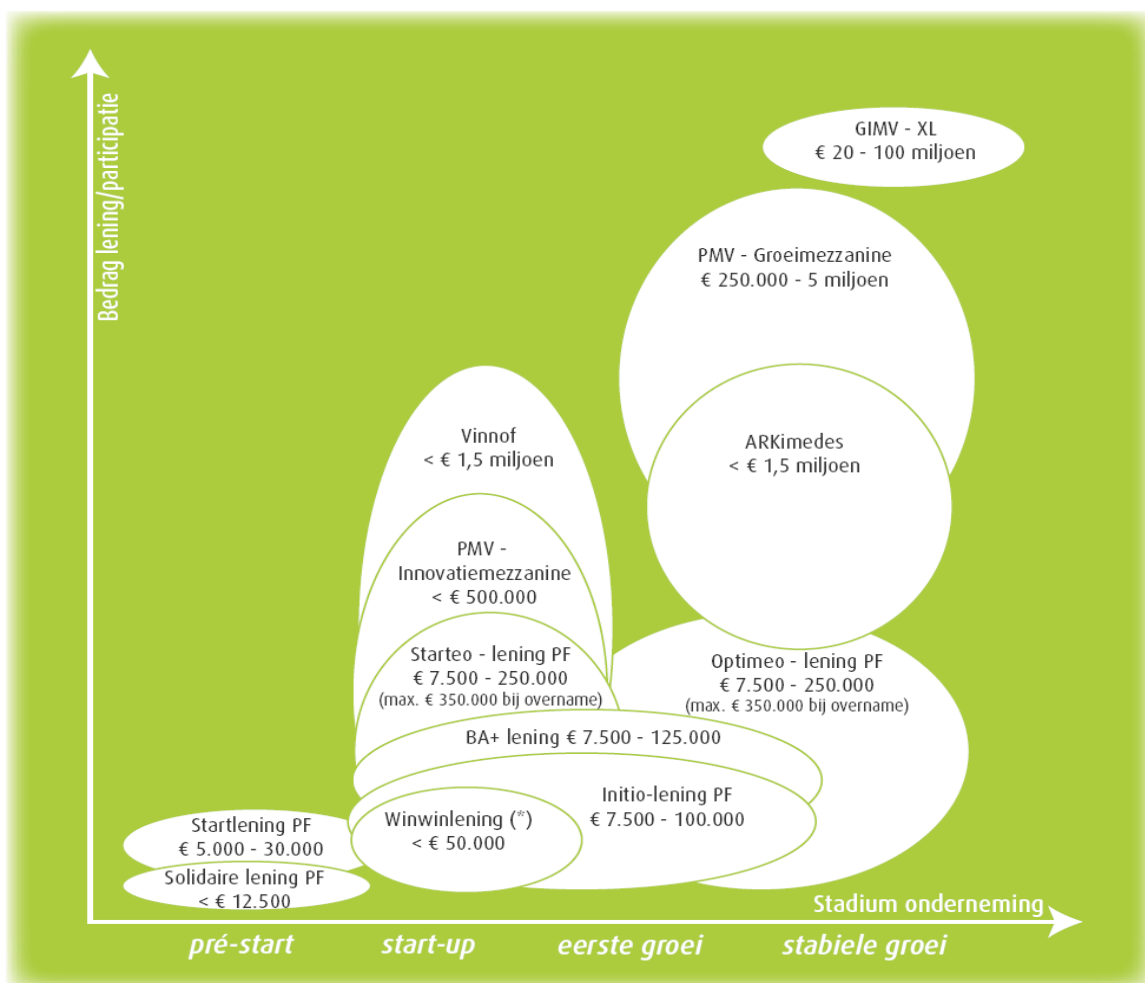 Bedrag lening/participatie
GIMV - XL
€ 20 - 100 miljoen
PMV - Groeimezzanine
€ 250.000 - 5 miljoen
Vinnof
< € 1,5 miljoen
ARKimedes
< € 1,5 miljoen
PMV -
Innovatiemezzanine
< € 500.000
Starteo - lening PF
€ 7.500 - 250.000
(max. € 350.000 bij overname)
Optimeo - lening PF
€ 7.500 - 250.000
(max. € 350.000 bij overname)
BA+ lening € 7.500 - 125.000
Initio-lening PF
€ 7.500 - 100.000
Winwinlening (*)
< € 50.000
Startlening PF
€ 5.000 - 30.000
Solidaire lening PF
< € 12.500
Stadium onderneming
pré-start
start-up
eerste groei
stabiele groei